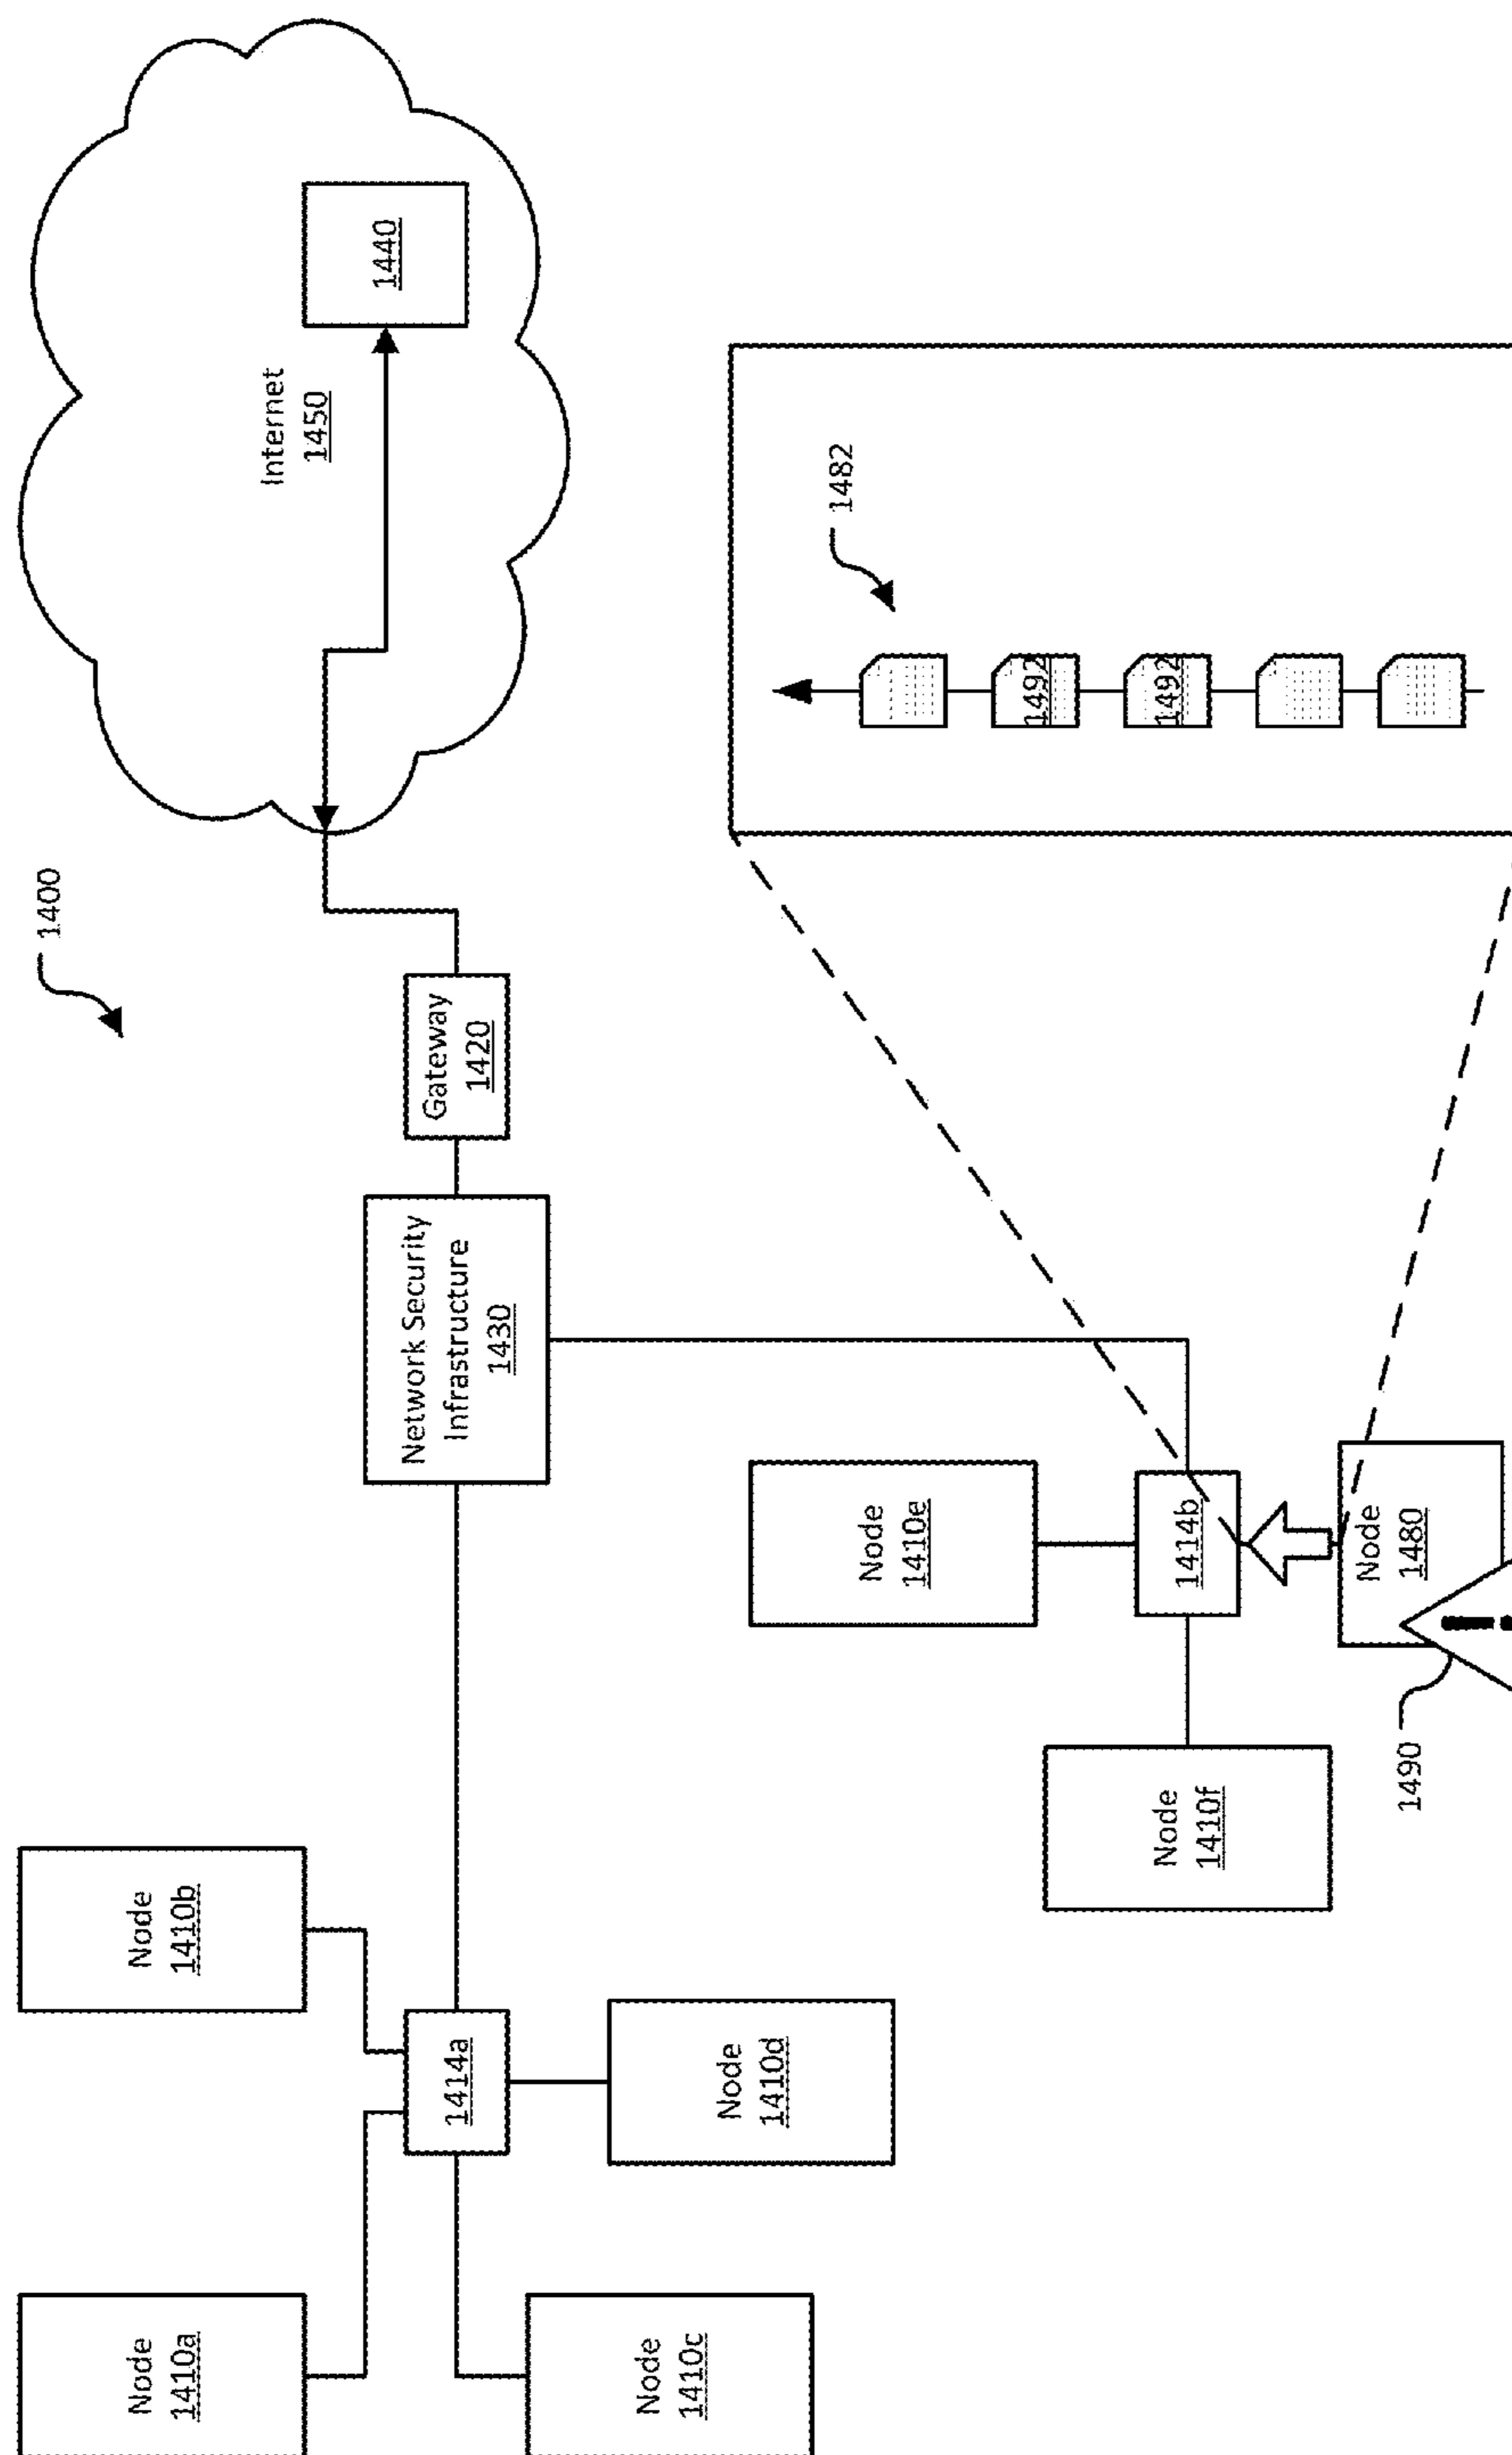 1400
Internet
1450
1440
Gateway
1420
Network Security
Infrastructure
1430
Node
1410a
Node
1410b
1414a
Node
1410c
Node
1410d
Node
1410e
1414b
Node
1410f
Node
1480
1490
!
1482
1492
1492